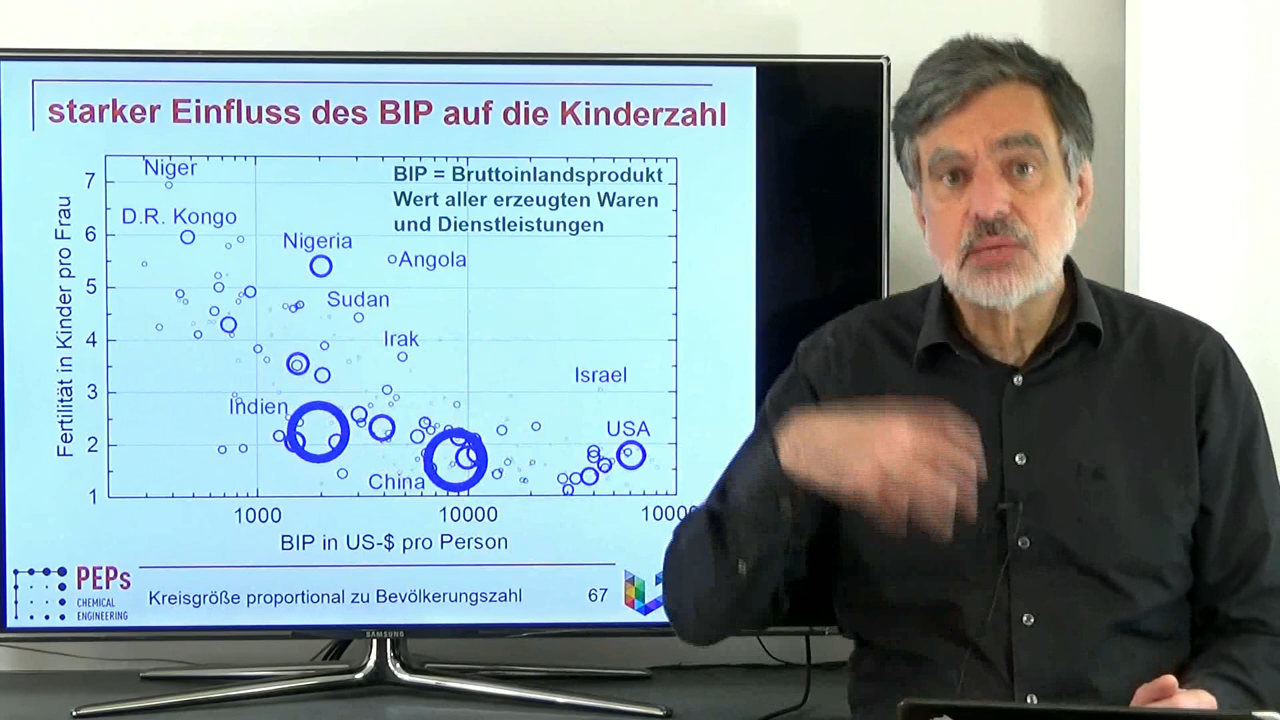 starker Einfluss des BIP auf die Kinderzahl
BIP = Bruttoinlandsprodukt
Wert aller erzeugten Waren
und Dienstleistungen
Fertilität in Kinder pro Frau
7
6
5
4
3
2
1
Niger
D.R. Kongo
Nigeria
Angola
Sudan
Irak
Israel
Indien
USA
China
1000
10000
BIP in US-$ pro Person
PEPs
CHEMICAL
ENGINEERING
Kreisgröße proportional zu Bevölkerungszahl
67
SAMSUNG